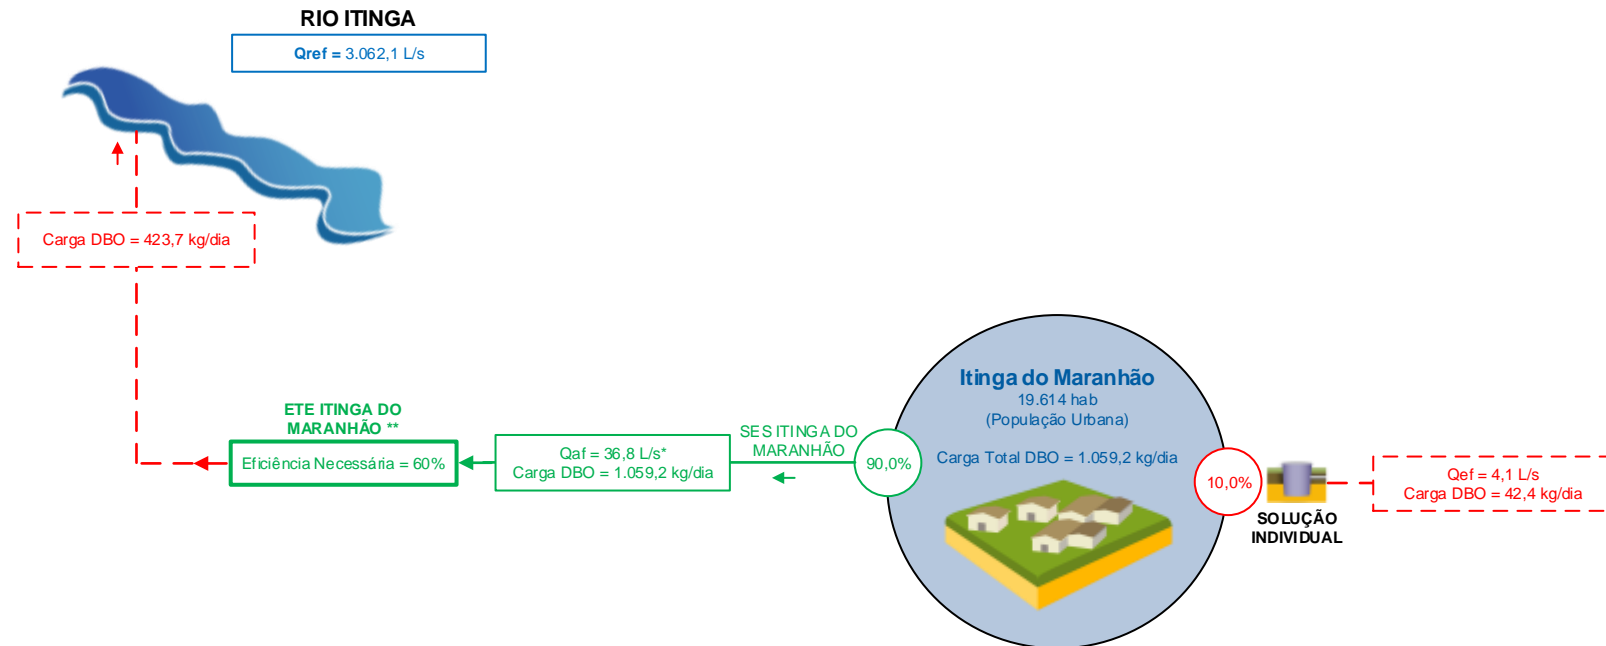 RIO ITINGA
Qref = 3.062,1 L/s
Carga DBO = 423,7 kg/dia
ETE ITINGA DO
MARANHÃO **
Eficiência Necessária = 60%
Qaf = 36,8 L/s*
Carga DBO = 1.059,2 kg/dia
SES ITINGA DO
MARANHÃO
90,0%
Itinga do Maranhão
19.614 hab
(População Urbana)
Carga Total DBO = 1.059,2 kg/dia
10,0%
SOLUÇÃO
INDIVIDUAL
Qef = 4,1 L/s
Carga DBO = 42,4 kg/dia